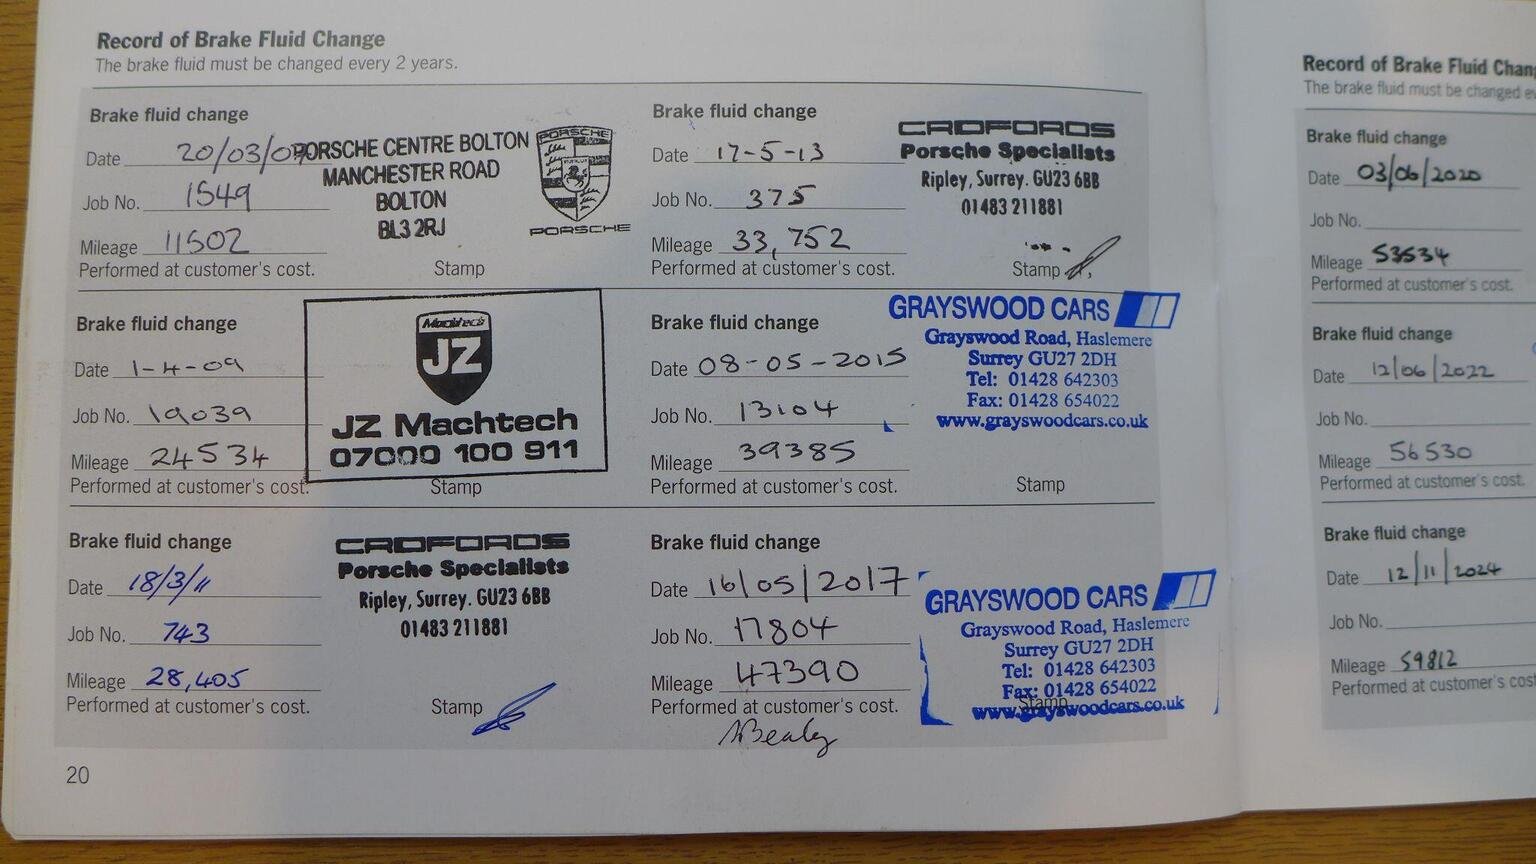 Record of Brake Fluid Change
The brake fluid must be changed every 2 years.
Brake fluid change
Date 20/03/07
Job No. 1549
Mileage 11502
Performed at customer's cost.
PORSCHE CENTRE BOLTON
MANCHESTER ROAD
BOLTON
BL3 2RJ
PORSCHE
PORSCHE
Stamp
Brake fluid change
Date 1-4-09
Job No. 19039
Mileage 24534
Performed at customer's cost.
Machtech
JZ
JZ Machtech
07000 100 911
Stamp
Brake fluid change
Date 18/3/11
Job No. 743
Mileage 28,405
Performed at customer's cost.
CRDFORDS
Porsche Specialists
Ripley, Surrey. GU23 6BB
01483 211881
Stamp
20
Brake fluid change
Date 17-5-13
Job No. 375
Mileage 33,752
Performed at customer's cost.
CRDFORDS
Porsche Specialists
Ripley, Surrey. GU23 6BB
01483 211881
Stamp
Brake fluid change
Date 08-05-2015
Job No. 13104
Mileage 39385
Performed at customer's cost.
GRAYSWOOD CARS
Grayswood Road, Haslemere
Surrey GU27 2DH
Tel: 01428 642303
Fax: 01428 654022
www.grayswoodcars.co.uk
Stamp
Brake fluid change
Date 16/05/2017
Job No. 17804
Mileage 47390
Performed at customer's cost.
GRAYSWOOD CARS
Grayswood Road, Haslemere
Surrey GU27 2DH
Tel: 01428 642303
Fax: 01428 654022
Stamp
www.grayswoodcars.co.uk
Record of Brake Fluid Chang
The brake fluid must be changed ev
Brake fluid change
Date 03/06/2020
Job No.
Mileage 53534
Performed at customer's cost.
Brake fluid change
Date 12/06/2022
Job No.
Mileage 56530
Performed at customer's cost.
Brake fluid change
Date 12/11/2024
Job No.
Mileage 59812
Performed at customer's cost